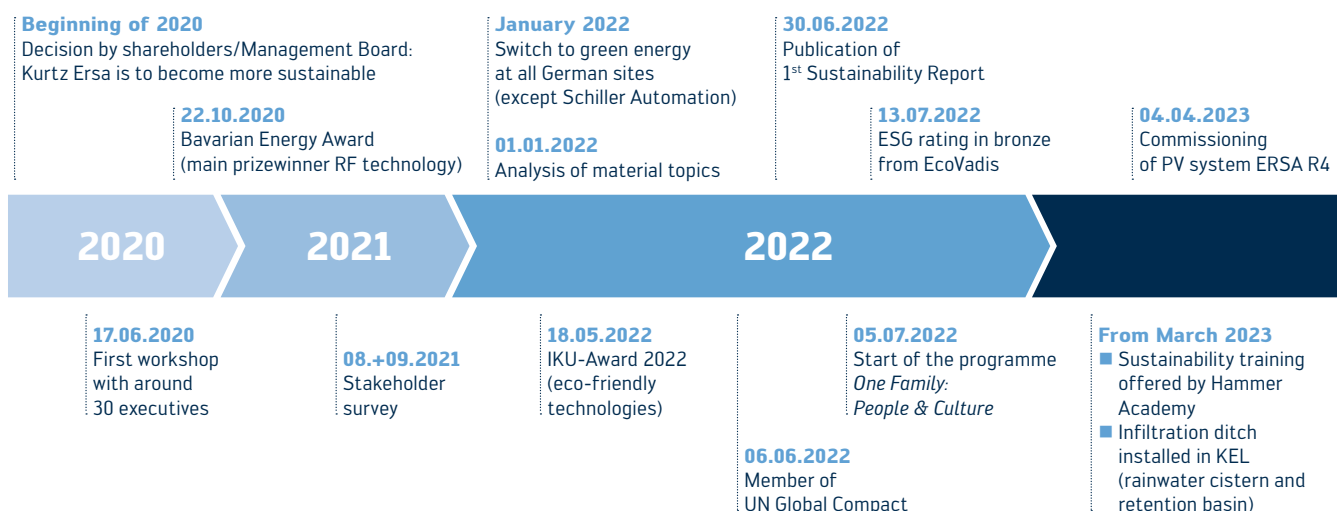 Beginning of 2020
Decision by shareholders/Management Board:
Kurtz Ersa is to become more sustainable
22.10.2020
Bavarian Energy Award
(main prizewinner RF technology)
January 2022
Switch to green energy
at all German sites
(except Schiller Automation)
01.01.2022
Analysis of material topics
30.06.2022
Publication of
1st Sustainability Report
13.07.2022
ESG rating in bronze
from EcoVadis
04.04.2023
Commissioning
of PV system ERSA R4
2020
2021
2022
17.06.2020
First workshop
with around
30 executives
08.+09.2021
Stakeholder
survey
18.05.2022
IKU-Award 2022
(eco-friendly
technologies)
06.06.2022
Member of
UN Global Compact
05.07.2022
Start of the programme
One Family:
People & Culture
From March 2023
■ Sustainability training
offered by Hammer
Academy
■ Infiltration ditch
installed in KEL
(rainwater cistern and
retention basin)